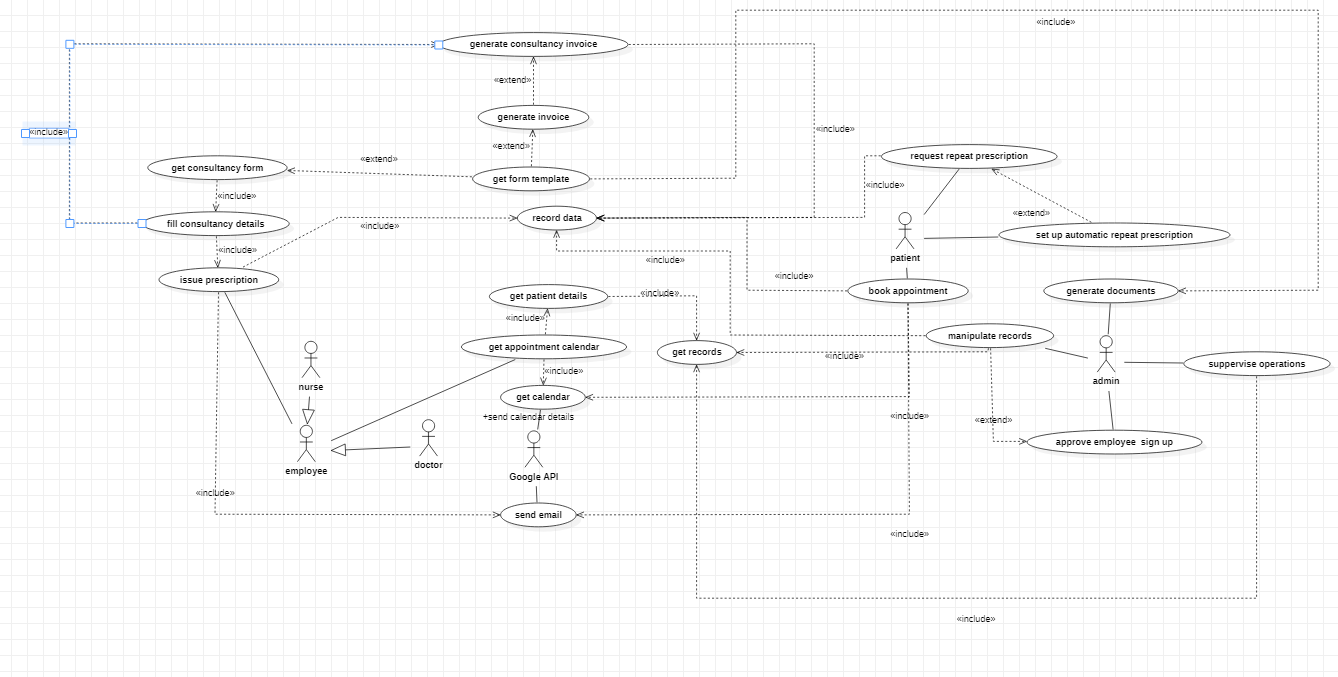 «include»
generate consultancy invoice
«extend»
generate invoice
«include»
«include»
«extend»
get consultancy form
«extend»
get form template
request repeat prescription
«include»
«include»
«extend»
fill consultancy details
«include»
record data
set up automatic repeat prescription
«include»
issue prescription
«include»
patient
«include»
book appointment
generate documents
get patient details
«include»
«include»
get appointment calendar
get records
«include»
manipulate records
suppervise operations
admin
«include»
nurse
get calendar
+send calendar details
«include»
«extend»
approve employee sign up
employee
doctor
Google API
«include»
send email
«include»
«include»